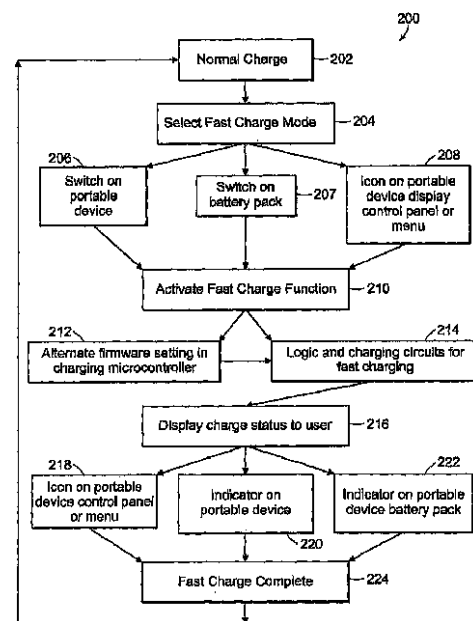 200
Normal Charge
202
Select Fast Charge Mode
204
206
Switch on
portable
device
Switch on
battery pack
207
208
Icon on portable
device display
control panel or
menu
Activate Fast Charge Function
210
212
Alternate firmware setting in
charging microcontroller
214
Logic and charging circuits for
fast charging
Display charge status to user
216
218
Icon on portable
device control panel
or menu
Indicator on
portable device
220
222
Indicator on portable
device battery pack
Fast Charge Complete
224